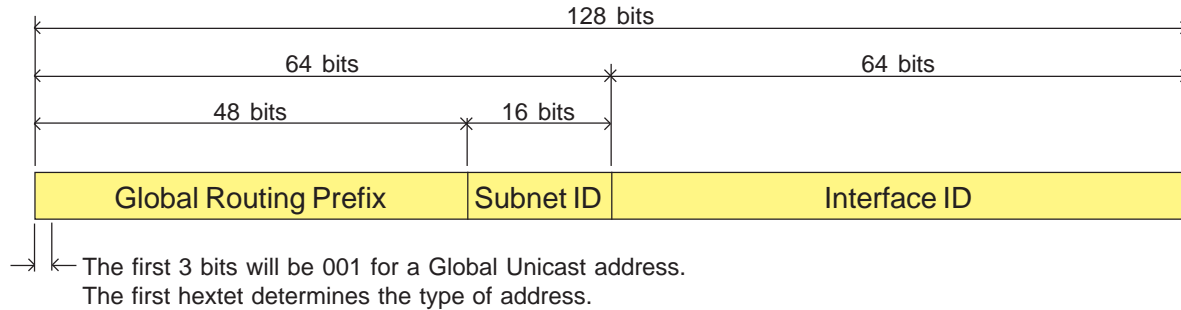 128 bits
64 bits
64 bits
48 bits
16 bits
Global Routing Prefix
Subnet ID
Interface ID
The first 3 bits will be 001 for a Global Unicast address.
The first hextet determines the type of address.